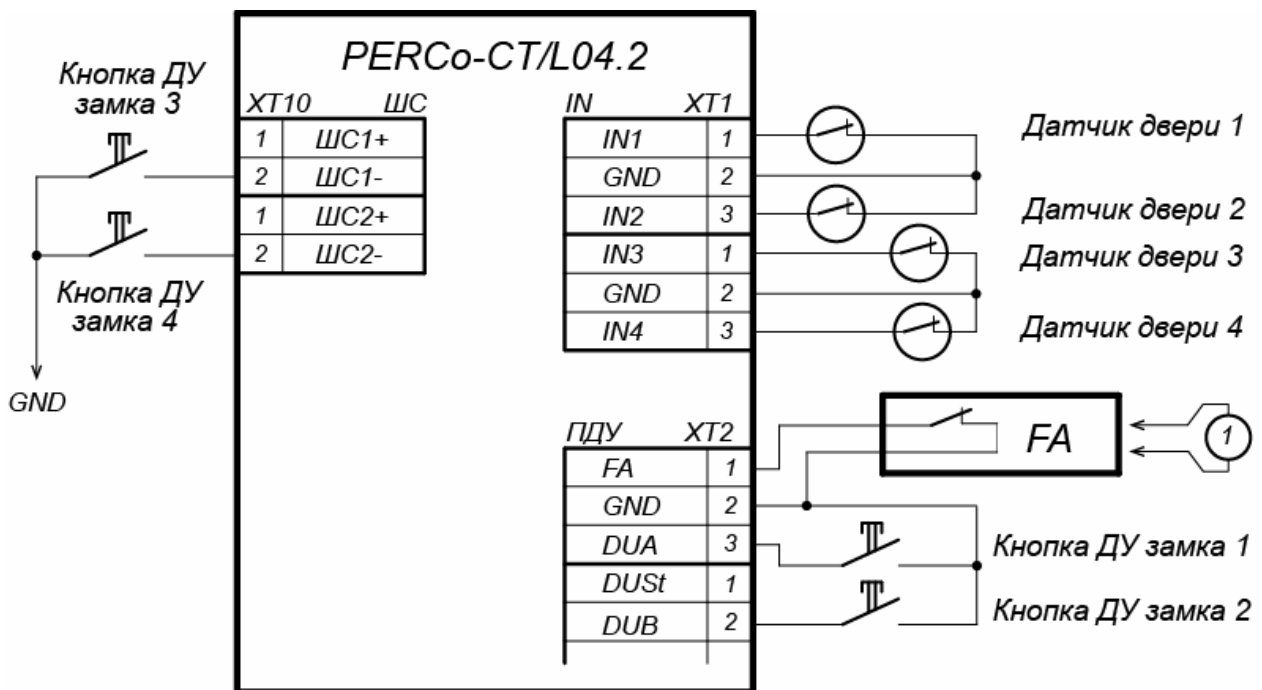 PERCo-CT/L04.2
Кнопка ДУ
замка 3
XT10 ШС
1 ШС1+
2 ШС1-
1 ШС2+
2 ШС2-
Кнопка ДУ
замка 4
GND
IN XT1
IN1 1
GND 2
IN2 3
IN3 1
GND 2
IN4 3
Датчик двери 1
Датчик двери 2
Датчик двери 3
Датчик двери 4
ПДУ XT2
FA 1
GND 2
DUA 3
DUSt 1
DUB 2
FA
1
Кнопка ДУ замка 1
Кнопка ДУ замка 2